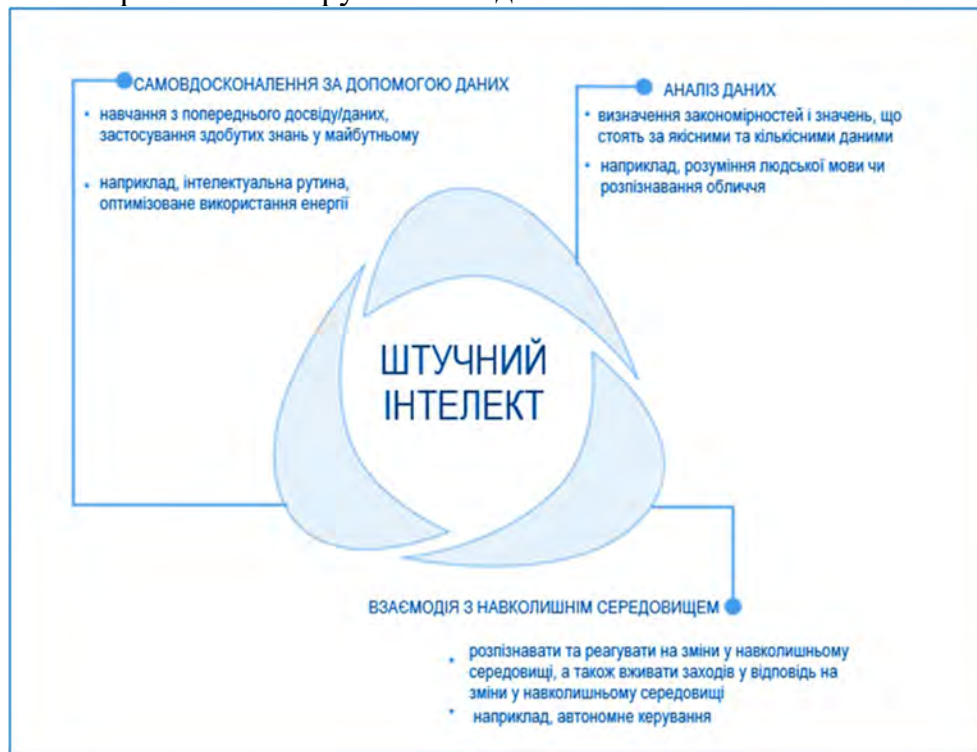 САМОВДОСКОНАЛЕННЯ ЗА ДОПОМОГОЮ ДАНИХ
• навчання з попереднього досвіду/даних,
застосування здобутих знань у майбутньому
• наприклад, інтелектуальна рутина,
оптимізоване використання енергії
АНАЛІЗ ДАНИХ
• визначення закономірностей і значень, що
стоять за якісними та кількісними даними
• наприклад, розуміння людської мови чи
розпізнавання обличчя
ШТУЧНИЙ
ІНТЕЛЕКТ
ВЗАЄМОДІЯ З НАВКОЛИШНІМ СЕРЕДОВИЩЕМ
• розпізнавати та реагувати на зміни у навколишньому
середовищі, а також вживати заходів у відповідь на
зміни у навколишньому середовищі
• наприклад, автономне керування